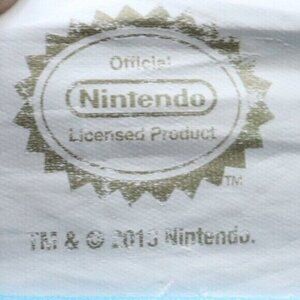 Official
Nintendo
Licensed Product
TM
TM & © 2013 Nintendo.